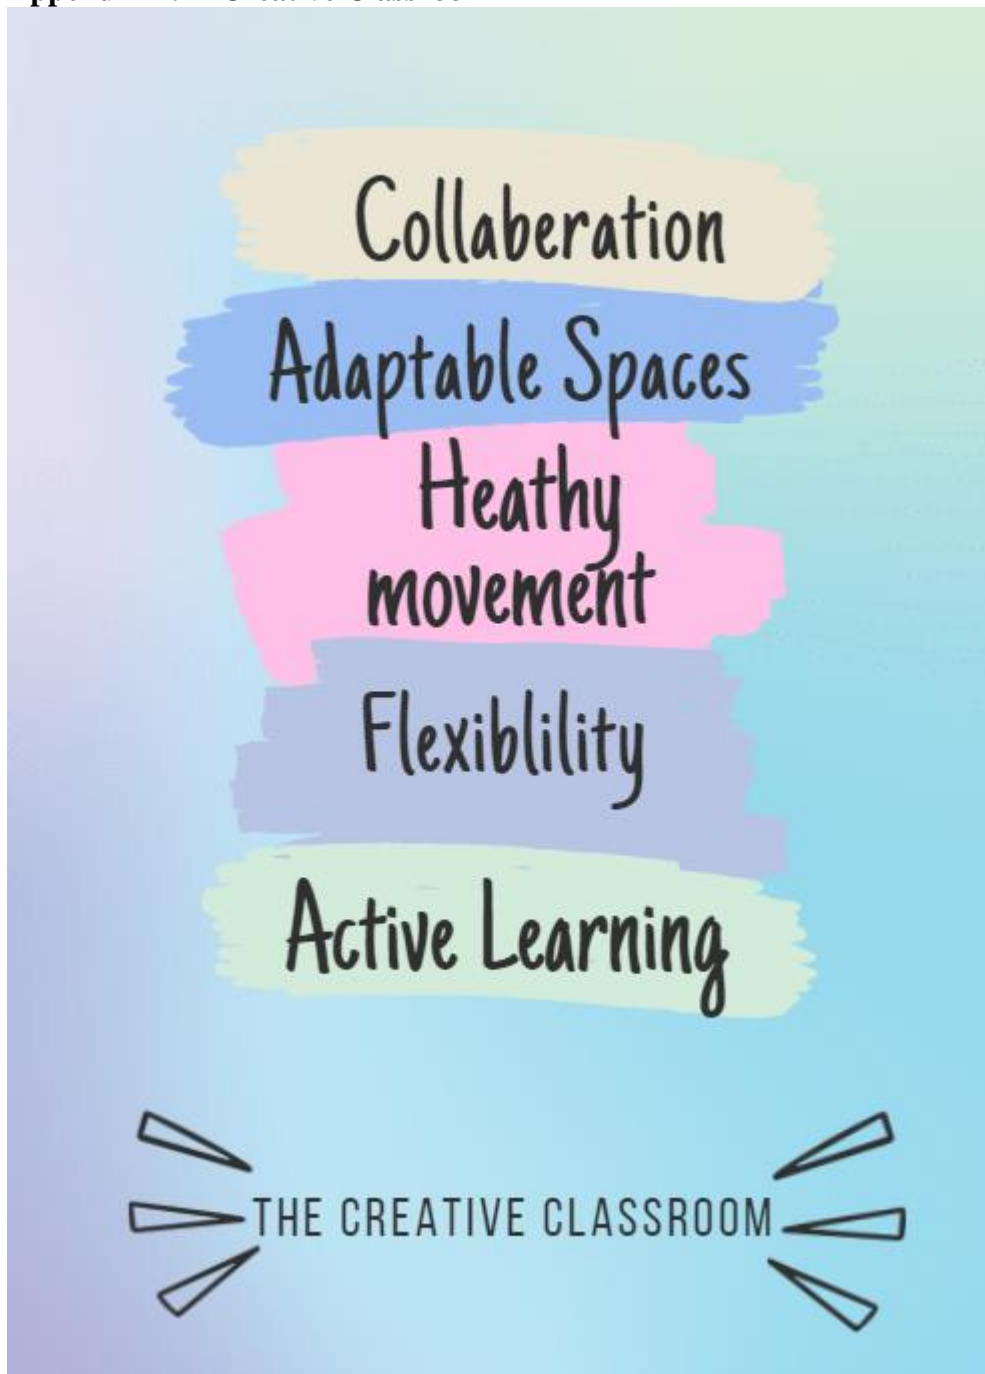 Collaberation
Adaptable Spaces
Heathy
movement
Flexiblility
Active Learning
THE CREATIVE CLASSROOM